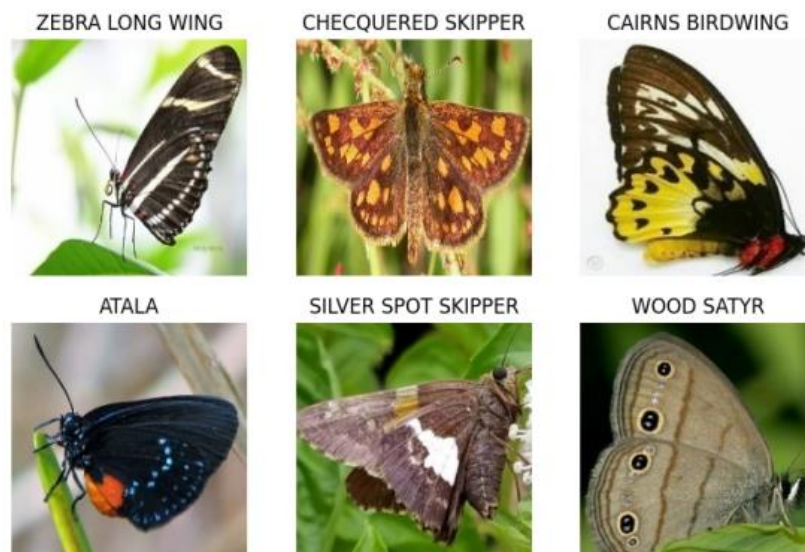 ZEBRA LONG WING
CHECQUERED SKIPPER
CAIRNS BIRDWING
ATALA
SILVER SPOT SKIPPER
WOOD SATYR